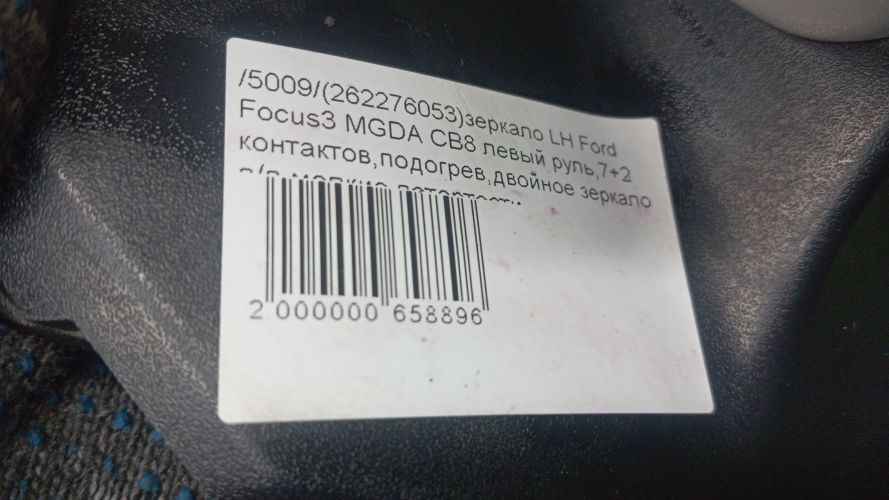 /5009/(262276053)зеркало LH Ford
Focus3 MGDA CB8 левый руль,7+2
контактов,подогрев,двойное зеркало
2 000000 658896